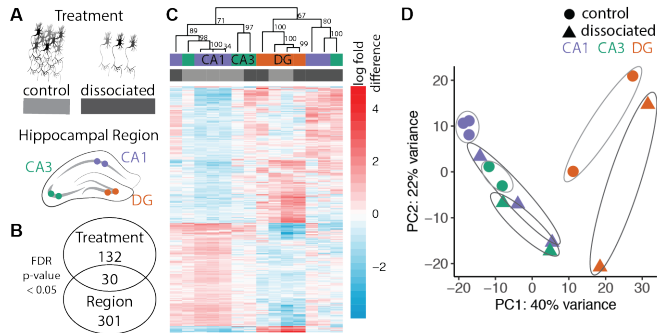 A
Treatment
control
dissociated
Hippocampal Region
CA3
CA1
DG
B
Treatment
132
30
Region
301
FDR
p-value
< 0.05
C
71
67
89
97
100
80
100
34
100
99
100
CA1
CA3
DG
log fold
difference
4
2
0
−2
D
control
dissociated
CA1
CA3
DG
PC2: 22% variance
20
10
0
−10
−20
−20
−10
0
10
20
30
PC1: 40% variance